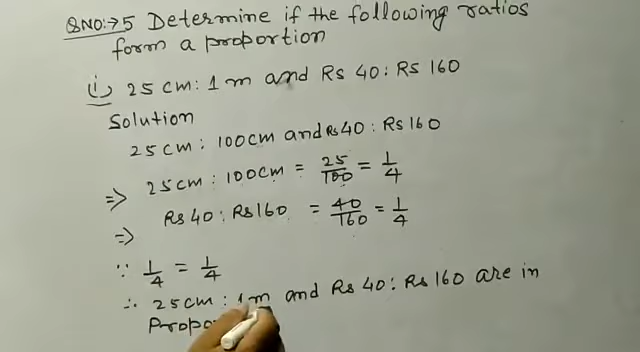 QNO:→5 Determine if the following ratios
form a proportion
(i) 25 cm : 1 m and Rs 40 : Rs 160
Solution
25 cm : 100 cm and Rs 40 : Rs 160
⇒ 25 cm : 100 cm = 25/100 = 1/4
⇒ Rs 40 : Rs 160 = 40/160 = 1/4
∵ 1/4 = 1/4
∴ 25 cm : 1 m and Rs 40 : Rs 160 are in